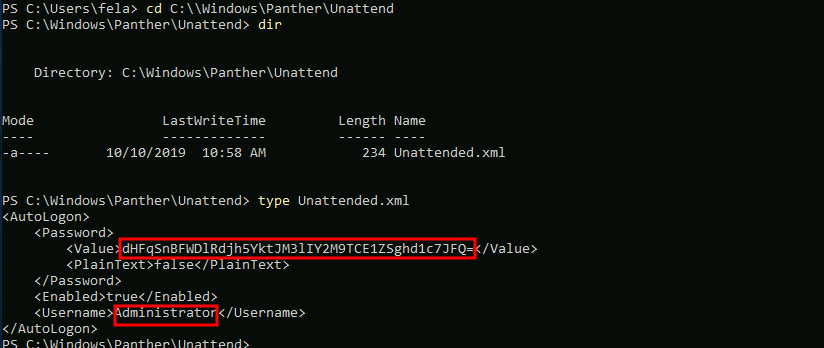 PS C:\Users\fela> cd C:\\Windows\Panther\Unattend
PS C:\Windows\Panther\Unattend> dir
Directory: C:\Windows\Panther\Unattend
Mode LastWriteTime Length Name
---- ------------- ------ ----
-a---- 10/10/2019 10:58 AM 234 Unattended.xml
PS C:\Windows\Panther\Unattend> type Unattended.xml
<AutoLogon>
<Password>
<Value>dHFqSnBFWDlRdjh5YktJM3lIY2M9TCE1ZSghd1c7JFQ=</Value>
<PlainText>false</PlainText>
</Password>
<Enabled>true</Enabled>
<Username>Administrator</Username>
</AutoLogon>
PS C:\Windows\Panther\Unattend>